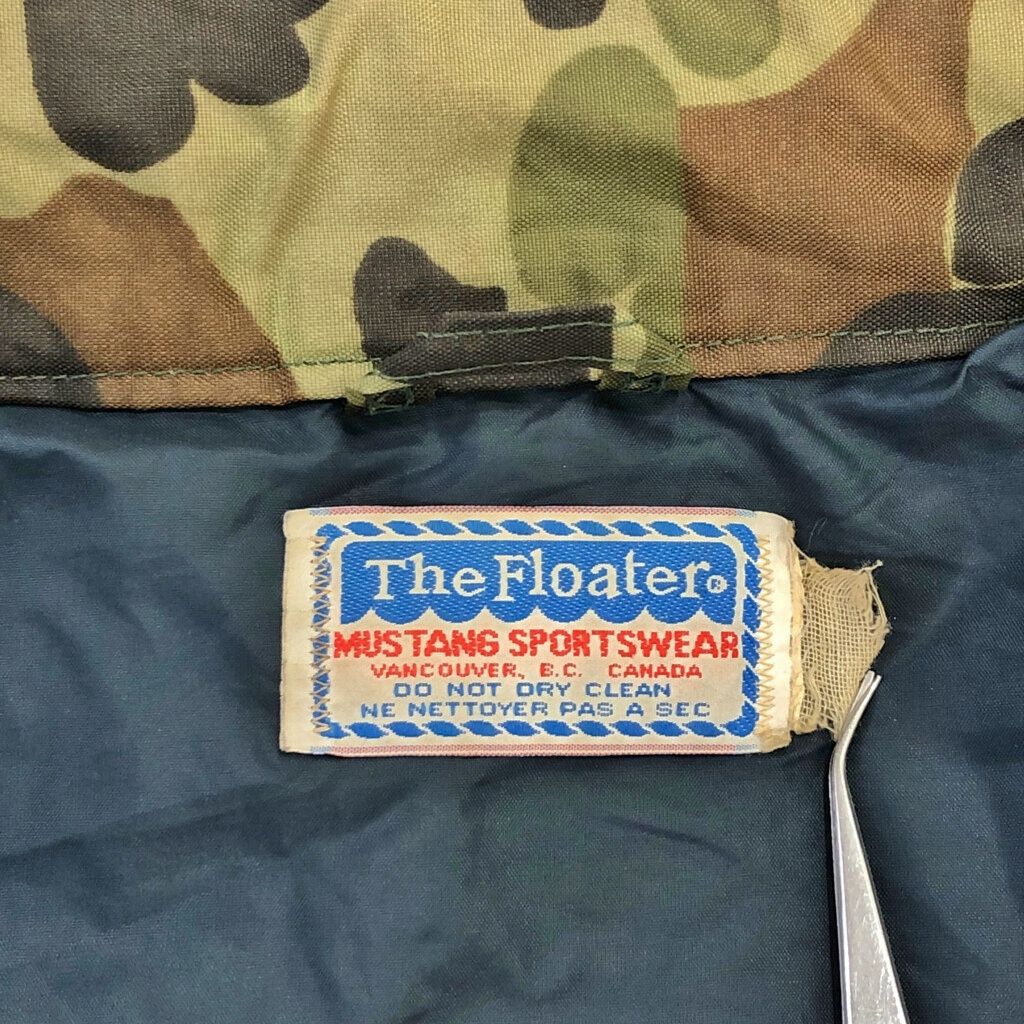 The Floater®
MUSTANG SPORTSWEAR
VANCOUVER, B.C. CANADA
DO NOT DRY CLEAN
NE NETTOYER PAS A SEC